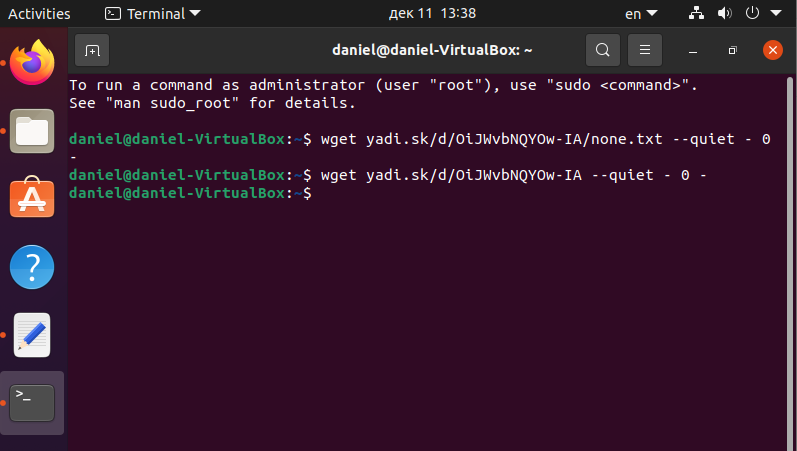 Activities Terminal дек 11 13:38 en
daniel@daniel-VirtualBox: ~
To run a command as administrator (user "root"), use "sudo <command>".
See "man sudo_root" for details.
daniel@daniel-VirtualBox:~$ wget yadi.sk/d/OiJWvbNQYOw-IA/none.txt --quiet - 0
-
daniel@daniel-VirtualBox:~$ wget yadi.sk/d/OiJWvbNQYOw-IA --quiet - 0 -
daniel@daniel-VirtualBox:~$